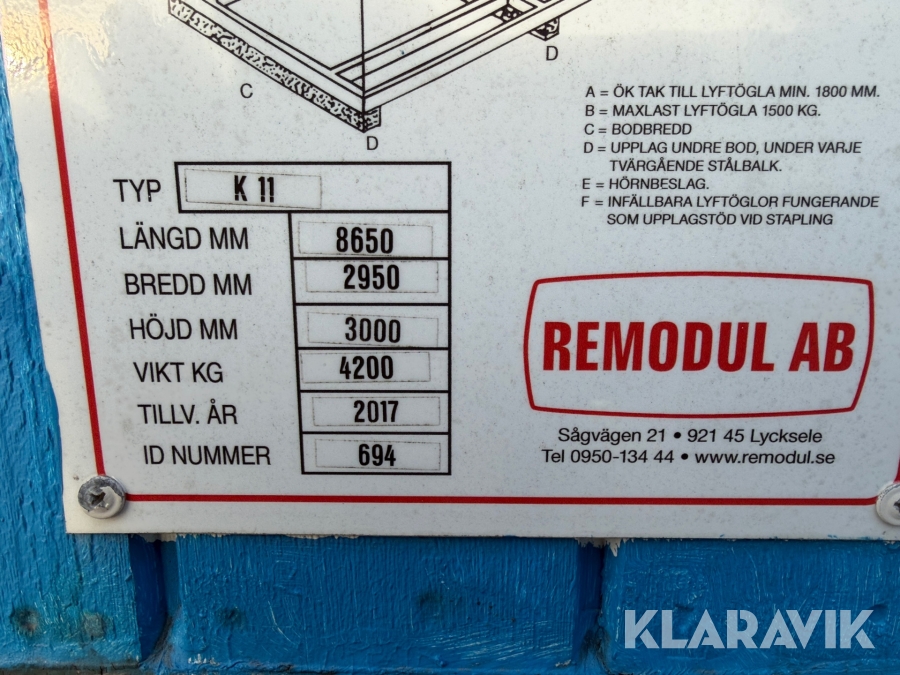 C
D
D
A = ÖK TAK TILL LYFTÖGLA MIN. 1800 MM.
B = MAXLAST LYFTÖGLA 1500 KG.
C = BODBREDD
D = UPPLAG UNDRE BOD, UNDER VARJE
TVÄRGÅENDE STÅLBALK.
E = HÖRNBESLAG.
F = INFÄLLBARA LYFTÖGLOR FUNGERANDE
SOM UPPLAGSTÖD VID STAPLING
TYP K 11
LÄNGD MM 8650
BREDD MM 2950
HÖJD MM 3000
VIKT KG 4200
TILLV. ÅR 2017
ID NUMMER 694
REMODUL AB
Sågvägen 21 • 921 45 Lycksele
Tel 0950-134 44 • www.remodul.se
KLARAVIK